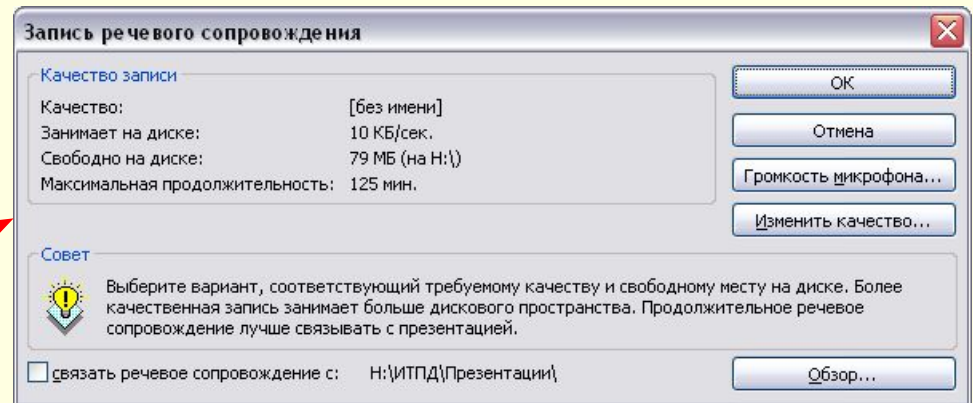 Запись речевого сопровождения
Качество записи
Качество: [без имени]
Занимает на диске: 10 КБ/сек.
Свободно на диске: 79 МБ (на H:\)
Максимальная продолжительность: 125 мин.
ОК
Отмена
Громкость микрофона...
Изменить качество...
Совет
Выберите вариант, соответствующий требуемому качеству и свободному месту на диске. Более
качественная запись занимает больше дискового пространства. Продолжительное речевое
сопровождение лучше связывать с презентацией.
связать речевое сопровождение с: H:\ИТПД\Презентации\
Обзор...